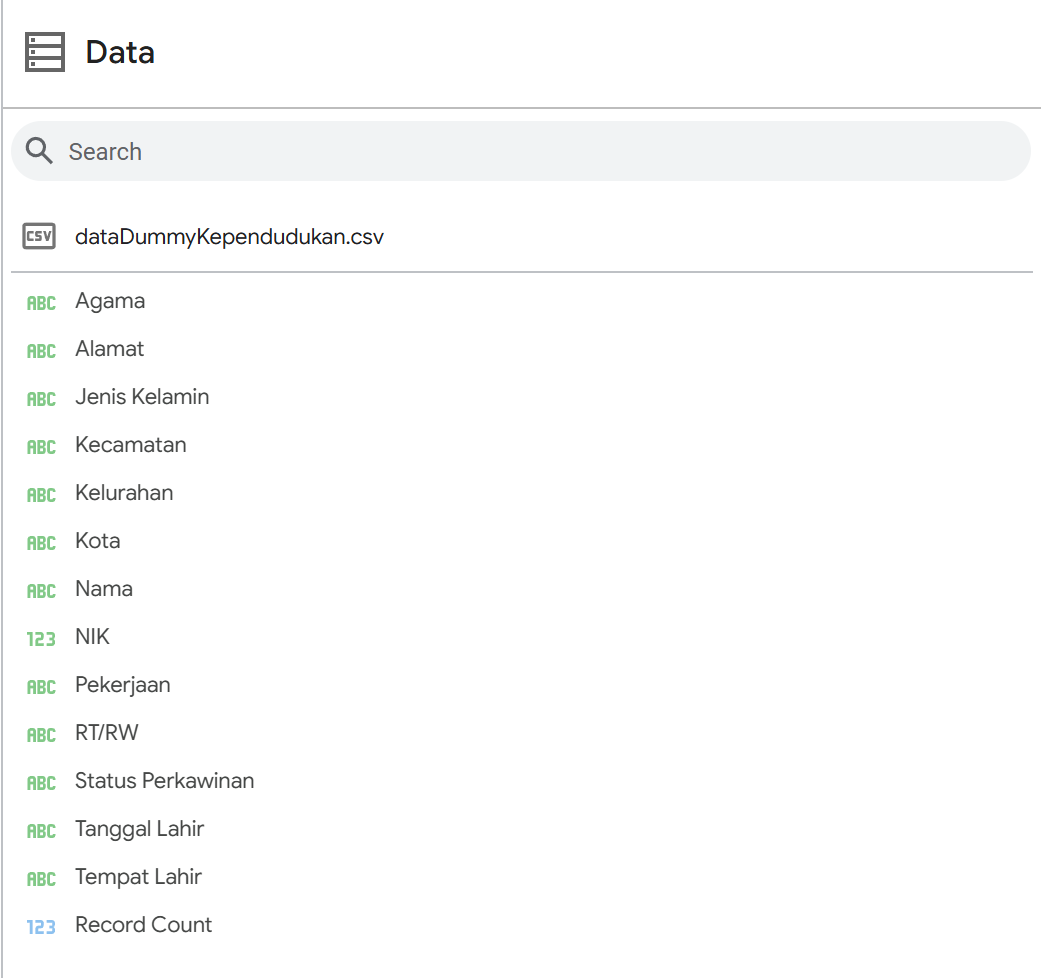 Data
Search
CSV dataDummyKependudukan.csv
ABC Agama
ABC Alamat
ABC Jenis Kelamin
ABC Kecamatan
ABC Kelurahan
ABC Kota
ABC Nama
123 NIK
ABC Pekerjaan
ABC RT/RW
ABC Status Perkawinan
ABC Tanggal Lahir
ABC Tempat Lahir
123 Record Count